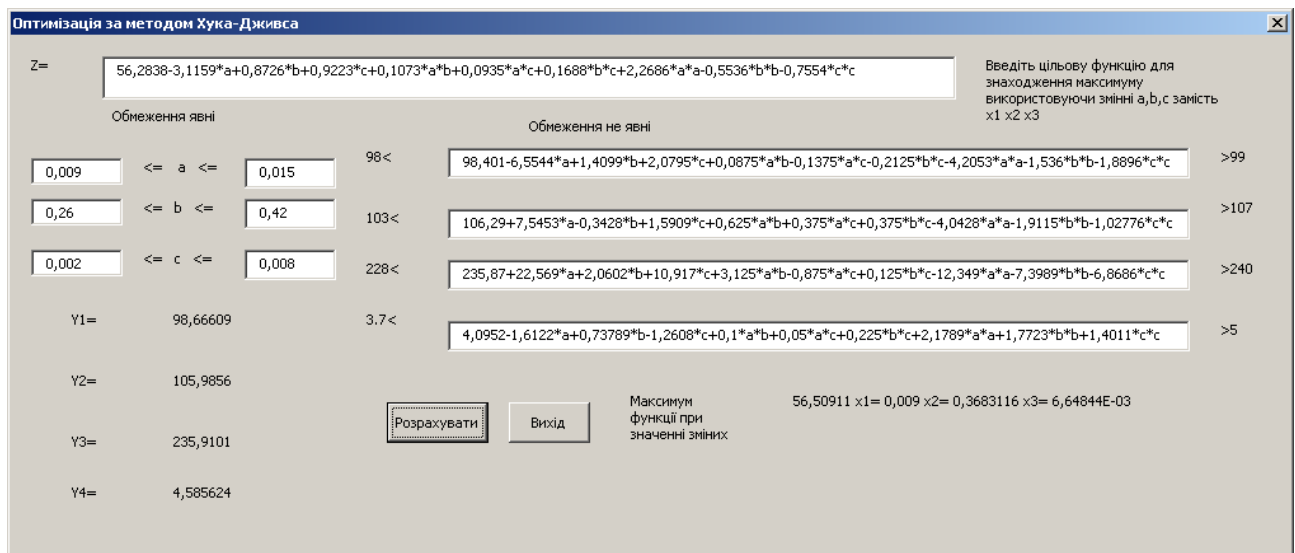 Оптимізація за методом Хука-Дживса
Z=
56,2838-3,1159*a+0,8726*b+0,9223*c+0,1073*a*b+0,0935*a*c+0,1688*b*c+2,2686*a*a-0,5536*b*b-0,7554*c*c
Введіть цільову функцію для
знаходження максимуму
використовуючи змінні a,b,c замість
x1 x2 x3
Обмеження явні
Обмеження не явні
0,009 <= a <= 0,015
98< 98,401-6,5544*a+1,4099*b+2,0795*c+0,0875*a*b-0,1375*a*c-0,2125*b*c-4,2053*a*a-1,536*b*b-1,8896*c*c >99
0,26 <= b <= 0,42
103< 106,29+7,5453*a-0,3428*b+1,5909*c+0,625*a*b+0,375*a*c+0,375*b*c-4,0428*a*a-1,9115*b*b-1,02776*c*c >107
0,002 <= c <= 0,008
228< 235,87+22,569*a+2,0602*b+10,917*c+3,125*a*b-0,875*a*c+0,125*b*c-12,349*a*a-7,3989*b*b-6,8686*c*c >240
Y1= 98,66609
3.7< 4,0952-1,6122*a+0,73789*b-1,2608*c+0,1*a*b+0,05*a*c+0,225*b*c+2,1789*a*a+1,7723*b*b+1,4011*c*c >5
Y2= 105,9856
Розрахувати
Вихід
Максимум
функції при
значенні зміних
56,50911 x1= 0,009 x2= 0,3683116 x3= 6,64844E-03
Y3= 235,9101
Y4= 4,585624